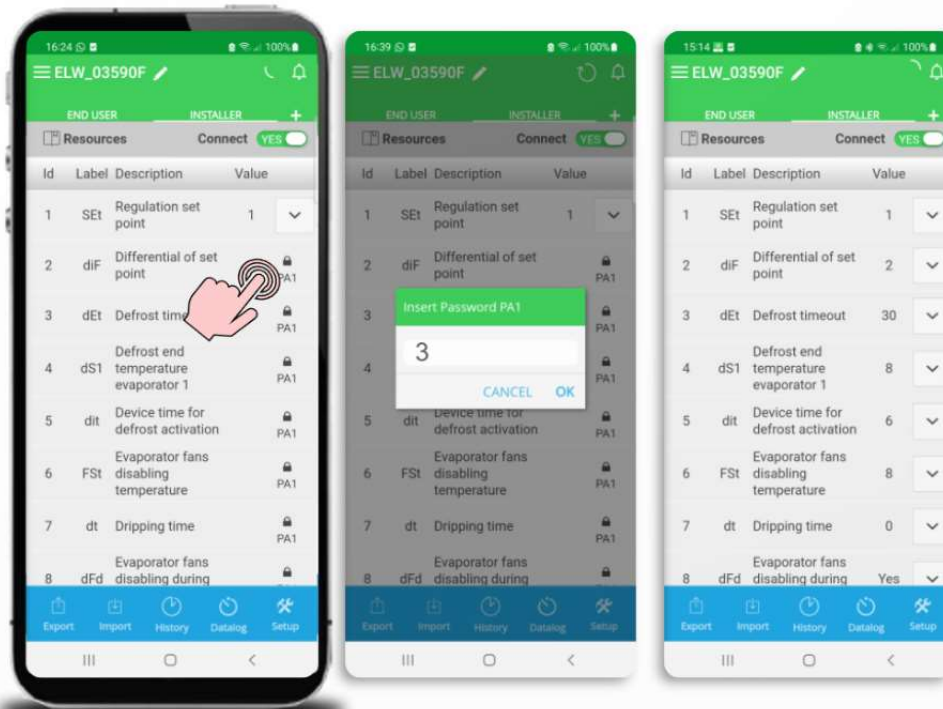 16:24 100%
ELW_03590F
END USER INSTALLER +
Resources Connect YES
Id Label Description Value
1 SEt Regulation set point 1
2 diF Differential of set point PA1
3 dEt Defrost time PA1
4 dS1 Defrost end temperature evaporator 1 PA1
5 dit Device time for defrost activation PA1
6 FSt Evaporator fans disabling temperature PA1
7 dt Dripping time PA1
8 dFd Evaporator fans disabling during
Export Import History Datalog Setup
16:39 100%
ELW_03590F
END USER INSTALLER +
Resources Connect YES
Id Label Description Value
1 SEt Regulation set point 1
2 diF Differential of set point PA1
3 PA1
Insert Password PA1
3
CANCEL OK
4 PA1
5 dit Device time for defrost activation PA1
6 FSt Evaporator fans disabling temperature PA1
7 dt Dripping time PA1
8 dFd Evaporator fans disabling during
Export Import History Datalog Setup
15:14 100%
ELW_03590F
END USER INSTALLER +
Resources Connect YES
Id Label Description Value
1 SEt Regulation set point 1
2 diF Differential of set point 2
3 dEt Defrost timeout 30
4 dS1 Defrost end temperature evaporator 1 8
5 dit Device time for defrost activation 6
6 FSt Evaporator fans disabling temperature 8
7 dt Dripping time 0
8 dFd Evaporator fans disabling during Yes
Export Import History Datalog Setup